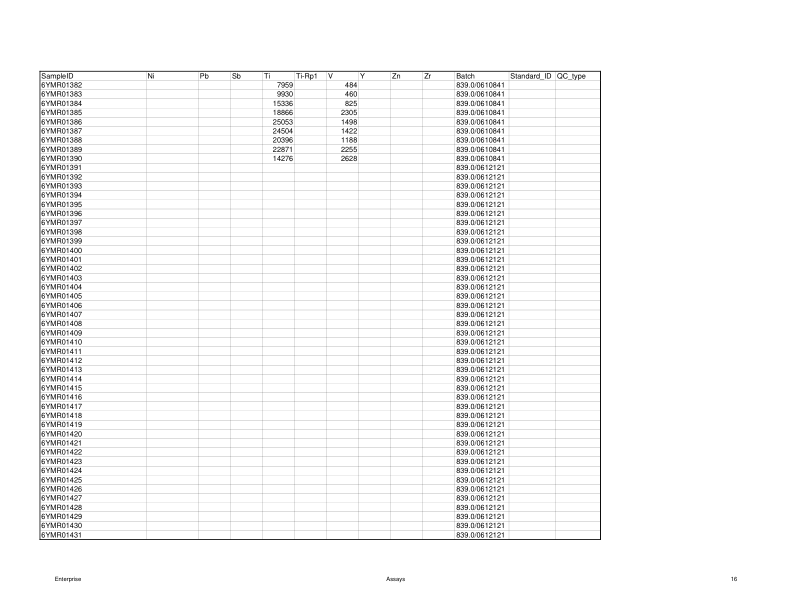 SampleID Ni Pb Sb Ti Ti-Rp1 V Y Zn Zr Batch Standard_ID QC_type
6YMR01382 7959 484 839.0/0610841
6YMR01383 9930 460 839.0/0610841
6YMR01384 15336 825 839.0/0610841
6YMR01385 18866 2305 839.0/0610841
6YMR01386 25053 1498 839.0/0610841
6YMR01387 24504 1422 839.0/0610841
6YMR01388 20396 1188 839.0/0610841
6YMR01389 22871 2255 839.0/0610841
6YMR01390 14276 2628 839.0/0610841
6YMR01391 839.0/0612121
6YMR01392 839.0/0612121
6YMR01393 839.0/0612121
6YMR01394 839.0/0612121
6YMR01395 839.0/0612121
6YMR01396 839.0/0612121
6YMR01397 839.0/0612121
6YMR01398 839.0/0612121
6YMR01399 839.0/0612121
6YMR01400 839.0/0612121
6YMR01401 839.0/0612121
6YMR01402 839.0/0612121
6YMR01403 839.0/0612121
6YMR01404 839.0/0612121
6YMR01405 839.0/0612121
6YMR01406 839.0/0612121
6YMR01407 839.0/0612121
6YMR01408 839.0/0612121
6YMR01409 839.0/0612121
6YMR01410 839.0/0612121
6YMR01411 839.0/0612121
6YMR01412 839.0/0612121
6YMR01413 839.0/0612121
6YMR01414 839.0/0612121
6YMR01415 839.0/0612121
6YMR01416 839.0/0612121
6YMR01417 839.0/0612121
6YMR01418 839.0/0612121
6YMR01419 839.0/0612121
6YMR01420 839.0/0612121
6YMR01421 839.0/0612121
6YMR01422 839.0/0612121
6YMR01423 839.0/0612121
6YMR01424 839.0/0612121
6YMR01425 839.0/0612121
6YMR01426 839.0/0612121
6YMR01427 839.0/0612121
6YMR01428 839.0/0612121
6YMR01429 839.0/0612121
6YMR01430 839.0/0612121
6YMR01431 839.0/0612121
Enterprise Assays 16